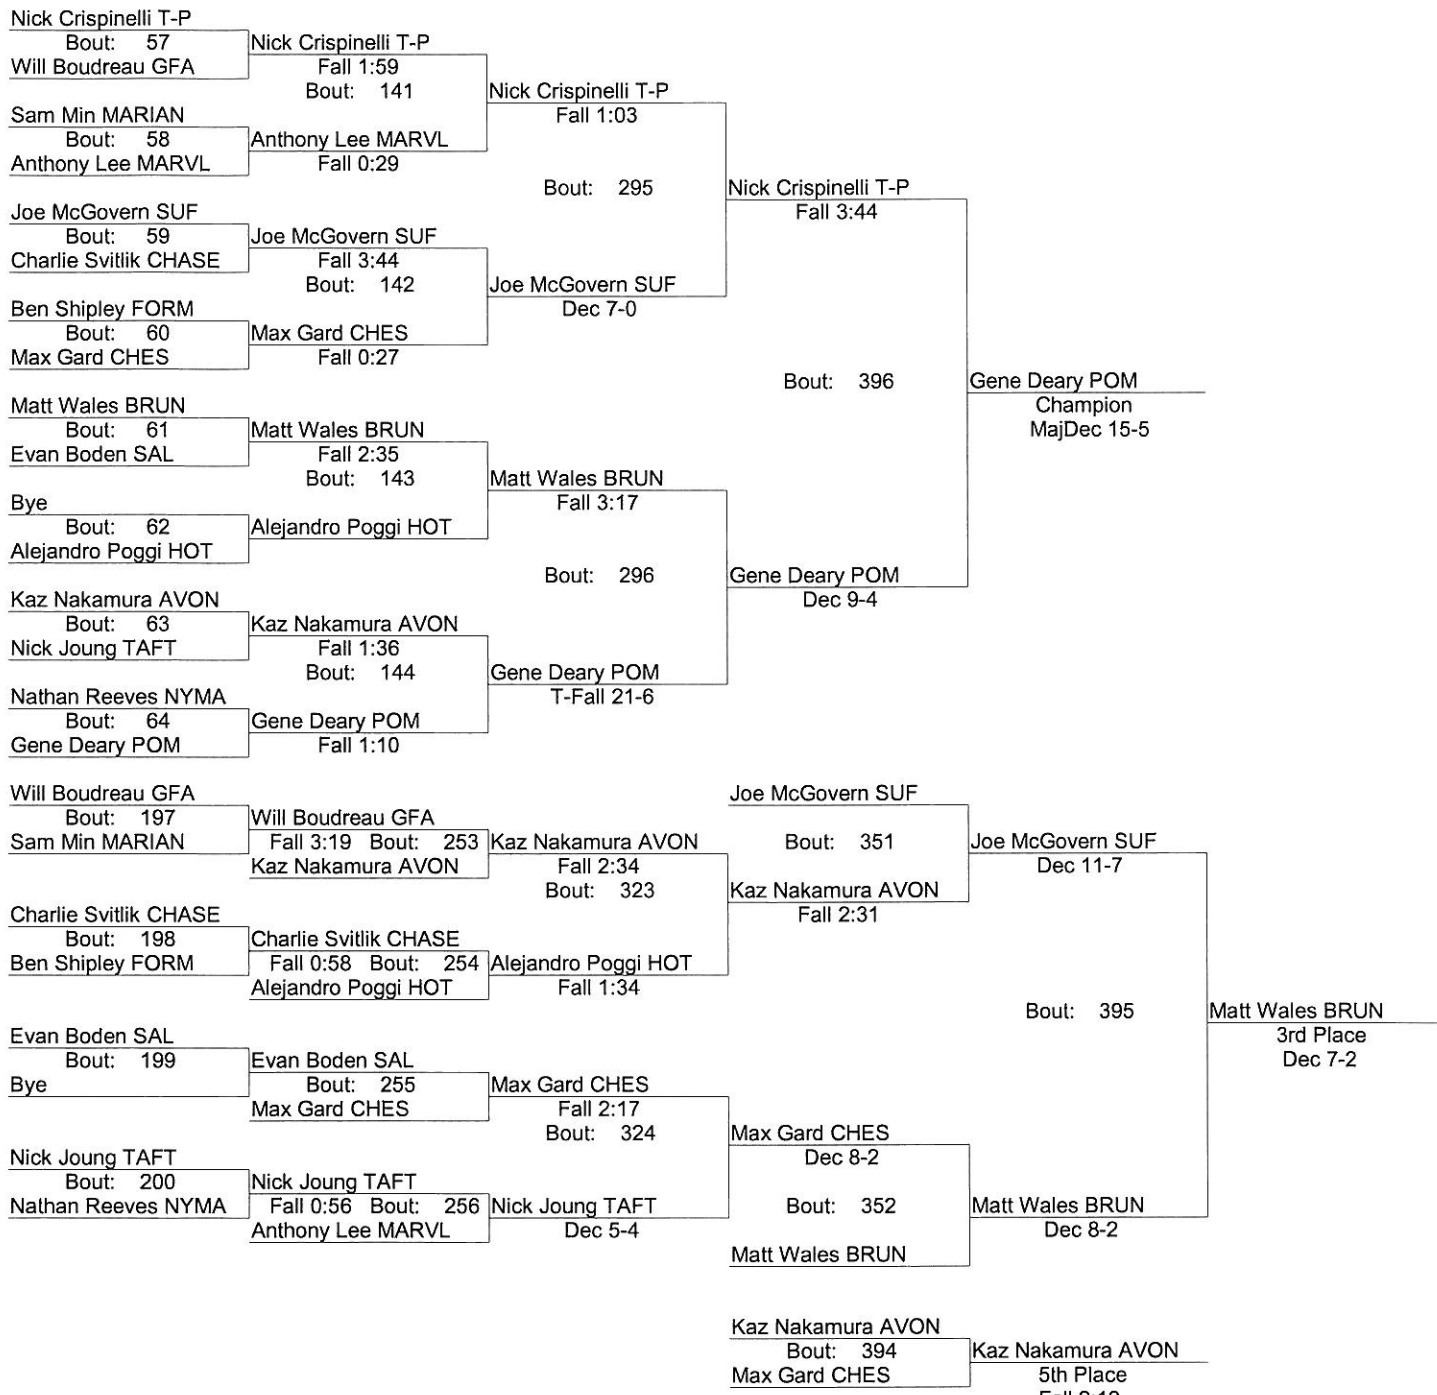 Nick Crispinelli T-P
Bout: 57
Will Boudreau GFA
Nick Crispinelli T-P
Fall 1:59
Bout: 141
Sam Min MARIAN
Bout: 58
Anthony Lee MARVL
Anthony Lee MARVL
Fall 0:29
Nick Crispinelli T-P
Fall 1:03
Bout: 295
Joe McGovern SUF
Bout: 59
Charlie Svitlik CHASE
Joe McGovern SUF
Fall 3:44
Bout: 142
Ben Shipley FORM
Bout: 60
Max Gard CHES
Max Gard CHES
Fall 0:27
Joe McGovern SUF
Dec 7-0
Nick Crispinelli T-P
Fall 3:44
Bout: 396
Matt Wales BRUN
Bout: 61
Evan Boden SAL
Matt Wales BRUN
Fall 2:35
Bout: 143
Bye
Bout: 62
Alejandro Poggi HOT
Alejandro Poggi HOT
Matt Wales BRUN
Fall 3:17
Bout: 296
Kaz Nakamura AVON
Bout: 63
Nick Joung TAFT
Kaz Nakamura AVON
Fall 1:36
Bout: 144
Nathan Reeves NYMA
Bout: 64
Gene Deary POM
Gene Deary POM
Fall 1:10
Gene Deary POM
T-Fall 21-6
Gene Deary POM
Dec 9-4
Gene Deary POM
Champion
MajDec 15-5
Will Boudreau GFA
Bout: 197
Sam Min MARIAN
Will Boudreau GFA
Fall 3:19 Bout: 253
Kaz Nakamura AVON
Kaz Nakamura AVON
Fall 2:34
Bout: 323
Charlie Svitlik CHASE
Bout: 198
Ben Shipley FORM
Charlie Svitlik CHASE
Fall 0:58 Bout: 254
Alejandro Poggi HOT
Alejandro Poggi HOT
Fall 1:34
Joe McGovern SUF
Bout: 351
Kaz Nakamura AVON
Fall 2:31
Joe McGovern SUF
Dec 11-7
Bout: 395
Evan Boden SAL
Bout: 199
Bye
Evan Boden SAL
Bout: 255
Max Gard CHES
Max Gard CHES
Fall 2:17
Bout: 324
Nick Joung TAFT
Bout: 200
Nathan Reeves NYMA
Nick Joung TAFT
Fall 0:56 Bout: 256
Anthony Lee MARVL
Nick Joung TAFT
Dec 5-4
Max Gard CHES
Dec 8-2
Bout: 352
Matt Wales BRUN
Matt Wales BRUN
Dec 8-2
Matt Wales BRUN
3rd Place
Dec 7-2
Kaz Nakamura AVON
Bout: 394
Max Gard CHES
Kaz Nakamura AVON
5th Place